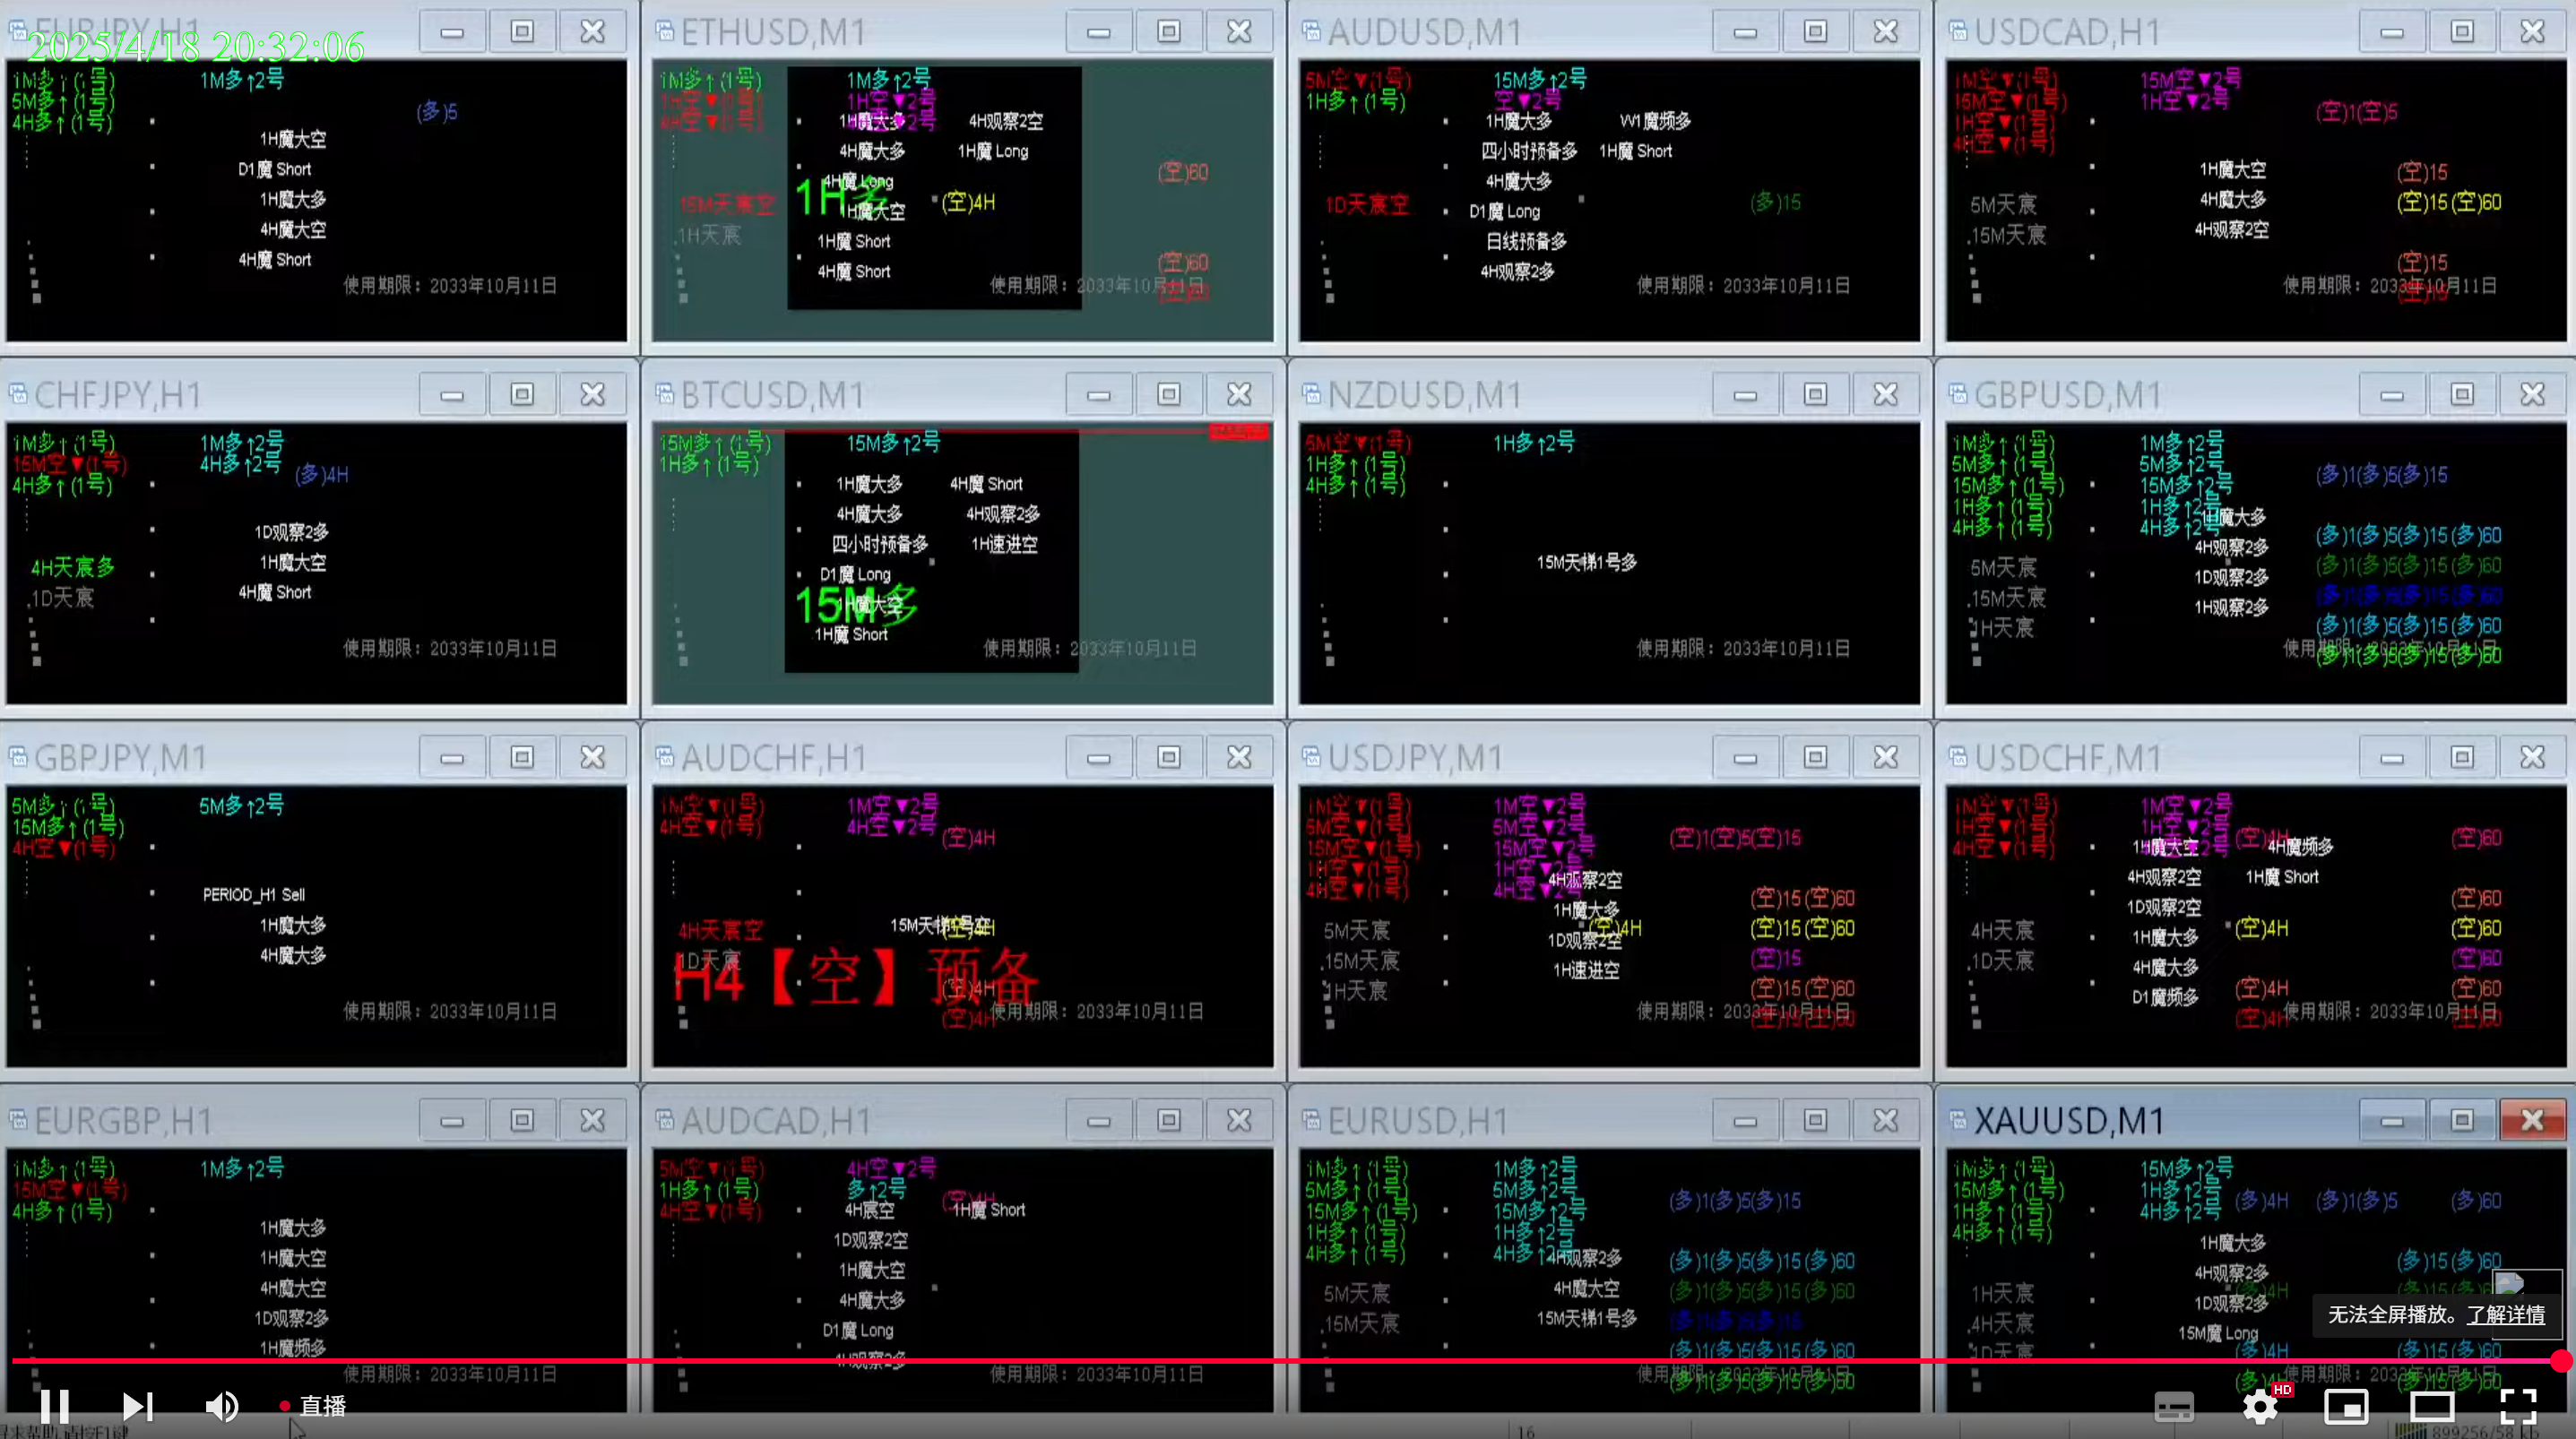 EURJPY,H1
2025/4/18 20:32:06
1M多↑(1号)
5M多↑(1号)
4H多↑(1号)
1M多↑2号
(多)5
1H魔大空
D1魔 Short
1H魔大多
4H魔大空
4H魔 Short
使用期限：2033年10月11日
ETHUSD,M1
1M多↑(1号)
1H空▼(1号)
4H空▼(1号)
1M多↑2号
1H空▼2号
1H魔大多
4H观察2空
4H魔大多
1H魔 Long
(空)60
4H魔 Long
15M天宸空
1H多
1H魔大空
(空)4H
1H天宸
1H魔 Short
(空)60
4H魔 Short
使用期限：2033年10月11日
(空)60
AUDUSD,M1
5M空▼(1号)
1H多↑(1号)
15M多↑2号
空▼2号
1H魔大多
W1魔频多
四小时预备多
1H魔 Short
4H魔大多
1D天宸空
(多)15
D1魔 Long
日线预备多
4H观察2多
使用期限：2033年10月11日
USDCAD,H1
1M空▼(1号)
15M空▼(1号)
1H空▼(1号)
4H空▼(1号)
15M空▼2号
1H空▼2号
(空)1(空)5
1H魔大空
(空)15
4H魔大多
(空)15(空)60
5M天宸
15M天宸
4H观察2空
(空)15
使用期限：2033年10月11日
(空)15
CHFJPY,H1
1M多↑(1号)
15M空▼(1号)
4H多↑(1号)
1M多↑2号
4H多↑2号
(多)4H
1D观察2多
1H魔大空
4H魔 Short
4H天宸多
1D天宸
使用期限：2033年10月11日
BTCUSD,M1
15M多↑(1号)
1H多↑(1号)
15M多↑2号
1H魔大多
4H魔 Short
4H魔大多
4H观察2多
四小时预备多
1H速进空
D1魔 Long
15M多
1H魔大空
1H魔 Short
使用期限：2033年10月11日
NZDUSD,M1
5M空▼(1号)
1H多↑(1号)
4H多↑(1号)
1H多↑2号
15M天梯1号多
使用期限：2033年10月11日
GBPUSD,M1
1M多↑(1号)
5M多↑(1号)
15M多↑(1号)
1H多↑(1号)
4H多↑(1号)
1M多↑2号
5M多↑2号
15M多↑2号
1H多↑2号
4H多↑2号
(多)1(多)5(多)15
1H魔大多
4H观察2多
1D观察2多
1H观察2多
(多)1(多)5(多)15(多)60
(多)1(多)5(多)15(多)60
(多)1(多)5(多)15(多)60
(多)1(多)5(多)15(多)60
(多)1(多)5(多)15(多)60
5M天宸
15M天宸
1H天宸
GBPJPY,M1
5M多↑(1号)
15M多↑(1号)
4H空▼(1号)
5M多↑2号
PERIOD_H1 Sell
1H魔大多
4H魔大多
使用期限：2033年10月11日
AUDCHF,H1
1M空▼(1号)
4H空▼(1号)
1M空▼2号
4H空▼2号
(空)4H
15M天梯1号空
(空)4H
4H天宸空
1D天宸
H4【空】预备
(空)4H
(空)4H
使用期限：2033年10月11日
USDJPY,M1
1M空▼(1号)
5M空▼(1号)
15M空▼(1号)
1H空▼(1号)
4H空▼(1号)
1M空▼2号
5M空▼2号
15M空▼2号
1H空▼2号
4H空▼2号
(空)1(空)5(空)15
4H观察2空
1H魔大多
(空)4H
1D观察2空
1H速进空
(空)15(空)60
(空)15(空)60
(空)15
(空)15(空)60
(空)15(空)60
5M天宸
15M天宸
1H天宸
使用期限：2033年10月11日
USDCHF,M1
1M空▼(1号)
1H空▼(1号)
4H空▼(1号)
1M空▼2号
1H空▼2号
(空)4H
(空)60
1H魔大空
4H魔频多
4H观察2空
1H魔 Short
1D观察2空
(空)60
1H魔大多
(空)4H
(空)60
4H魔大多
(空)60
D1魔频多
(空)4H
(空)60
(空)4H
(空)60
4H天宸
1D天宸
使用期限：2033年10月11日
EURGBP,H1
1M多↑(1号)
15M空▼(1号)
4H多↑(1号)
1M多↑2号
1H魔大多
1H魔大空
4H魔大空
1D观察2多
1H魔频多
使用期限：2033年10月11日
AUDCAD,H1
5M空▼(1号)
1H多↑(1号)
4H空▼(1号)
4H空▼2号
多↑2号
(空)4H
4H宸空
1H魔 Short
1D观察2空
1H魔大空
4H魔大多
D1魔 Long
4H观察2多
使用期限：2033年10月11日
EURUSD,H1
1M多↑(1号)
5M多↑(1号)
15M多↑(1号)
1H多↑(1号)
4H多↑(1号)
1M多↑2号
5M多↑2号
15M多↑2号
1H多↑2号
4H多↑2号
(多)1(多)5(多)15
4H观察2多
4H魔大空
15M天梯1号多
(多)1(多)5(多)15(多)60
(多)1(多)5(多)15(多)60
(多)1(多)5(多)15
(多)1(多)5(多)15(多)60
(多)1(多)5(多)15(多)60
5M天宸
15M天宸
使用期限：2033年10月11日
XAUUSD,M1
1M多↑(1号)
15M多↑(1号)
1H多↑(1号)
4H多↑(1号)
15M多↑2号
1H多↑2号
4H多↑2号
(多)4H
(多)1(多)5
(多)60
1H魔大多
4H观察2多
(多)15(多)60
1D观察2多
15M魔 Long
1H天宸
4H天宸
1D天宸
(多)4H
(多)15(多)60
使用期限：2033年10月11日
无法全屏播放。了解详情
直播
HD
16
899256/58 kb